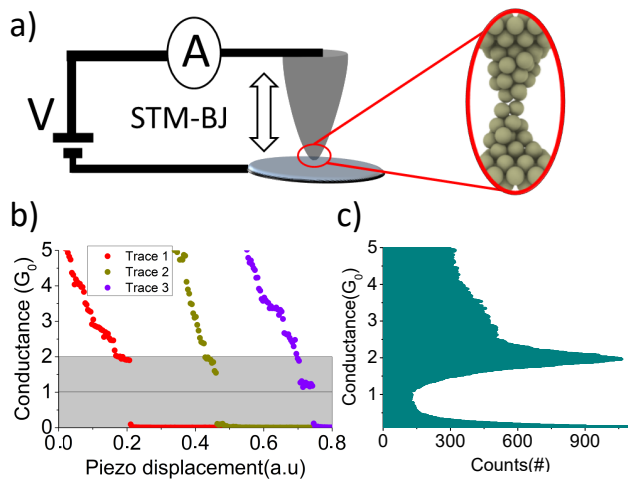 a)
A
V
STM-BJ
b)
Trace 1
Trace 2
Trace 3
Conductance (G₀)
5
4
3
2
1
0
0.0 0.2 0.4 0.6 0.8
Piezo displacement(a.u)
c)
Conductance(G₀)
5
4
3
2
1
0 300 600 900
Counts(#)